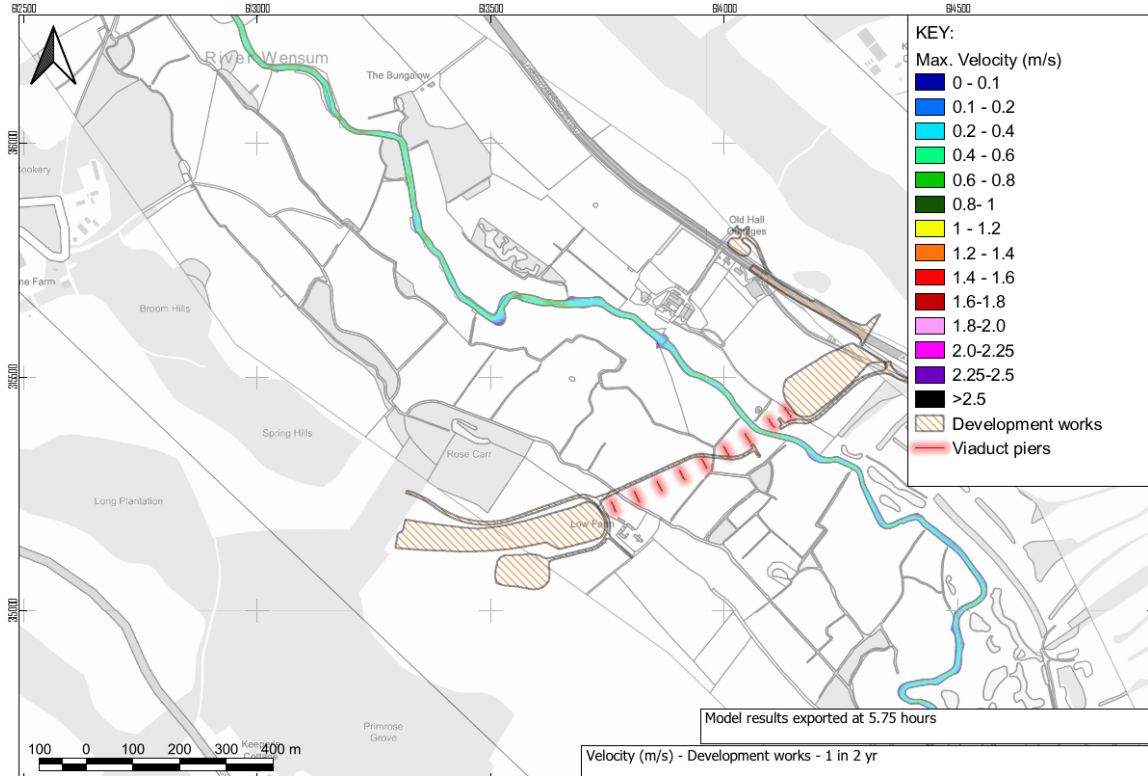 612500
613000
613500
614000
614500
River Wensum
The Bungalow
KEY:
Max. Velocity (m/s)
0 - 0.1
0.1 - 0.2
0.2 - 0.4
0.4 - 0.6
0.6 - 0.8
0.8- 1
1 - 1.2
1.2 - 1.4
1.4 - 1.6
1.6-1.8
1.8-2.0
2.0-2.25
2.25-2.5
>2.5
Development works
Viaduct piers
ookery
Old Hall
ne Farm
Broom Hills
Spring Hills
Rose Carr
Long Plantation
Low Farm
Primrose
Grove
100 0 100 200 300 400 m
Model results exported at 5.75 hours
Velocity (m/s) - Development works - 1 in 2 yr